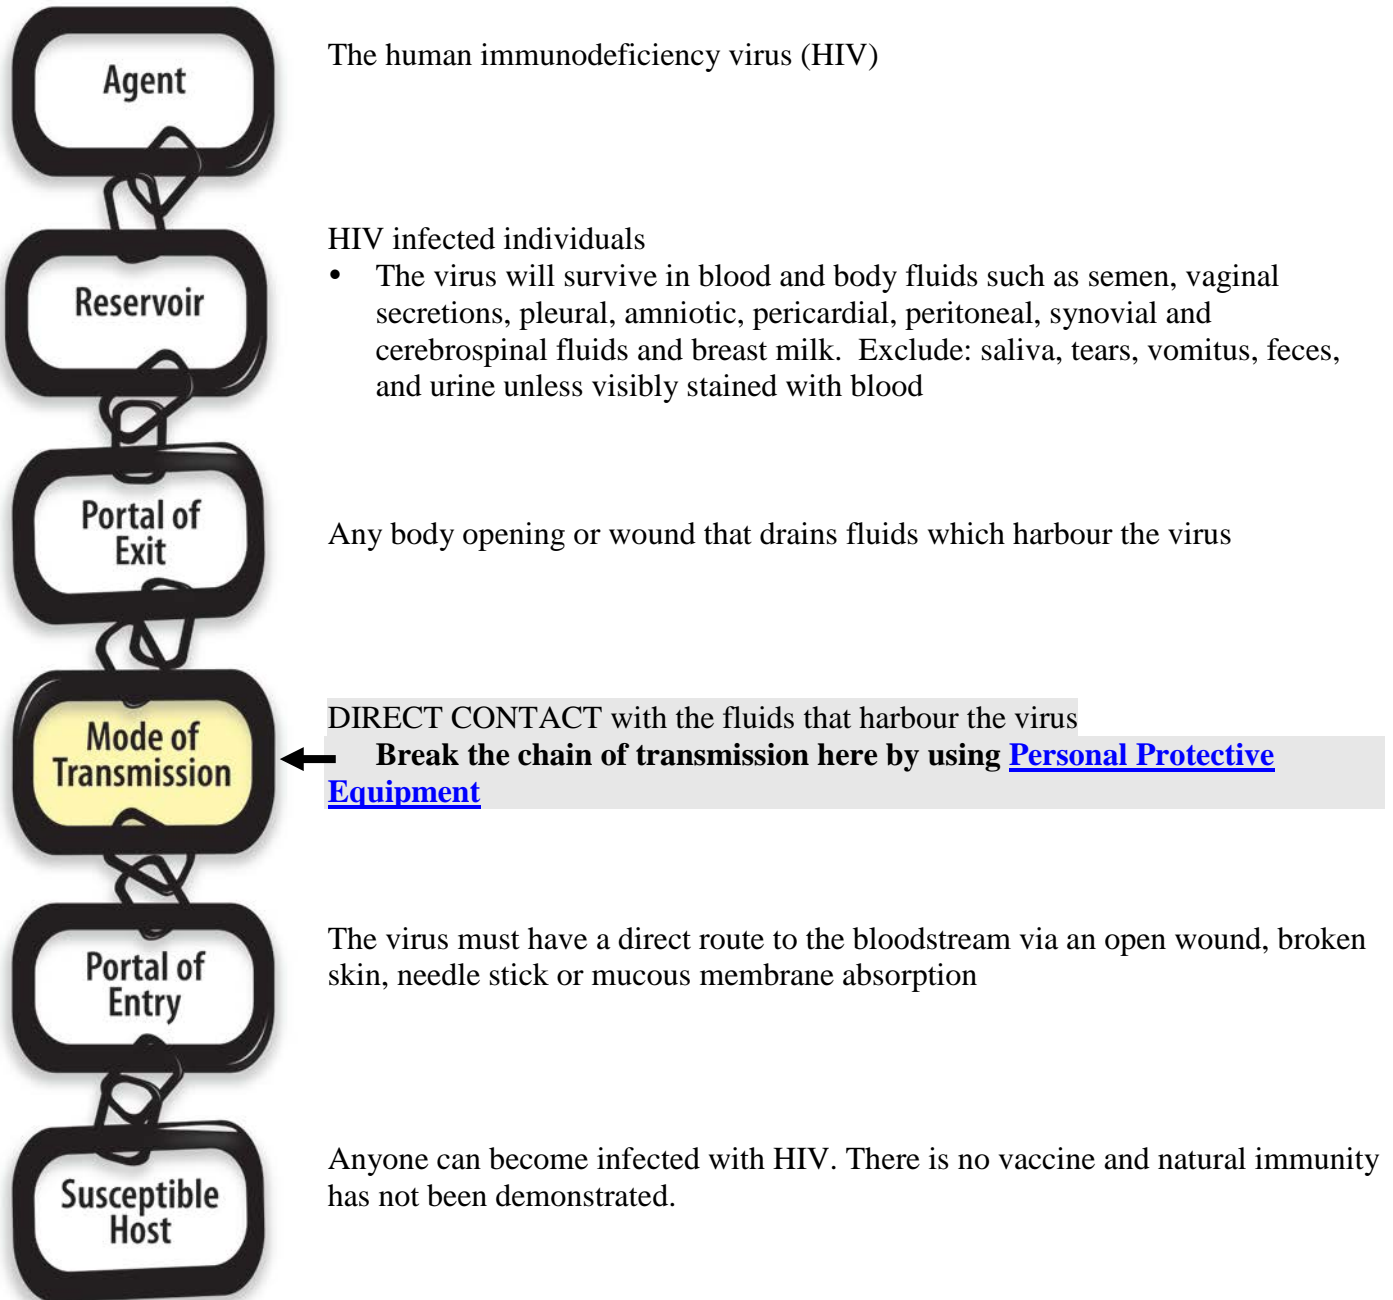 Agent
The human immunodeficiency virus (HIV)
Reservoir
HIV infected individuals
• The virus will survive in blood and body fluids such as semen, vaginal
secretions, pleural, amniotic, pericardial, peritoneal, synovial and
cerebrospinal fluids and breast milk.  Exclude: saliva, tears, vomitus, feces,
and urine unless visibly stained with blood
Portal of
Exit
Any body opening or wound that drains fluids which harbour the virus
Mode of
Transmission
DIRECT CONTACT with the fluids that harbour the virus
Break the chain of transmission here by using Personal Protective
Equipment
Portal of
Entry
The virus must have a direct route to the bloodstream via an open wound, broken
skin, needle stick or mucous membrane absorption
Susceptible
Host
Anyone can become infected with HIV. There is no vaccine and natural immunity
has not been demonstrated.